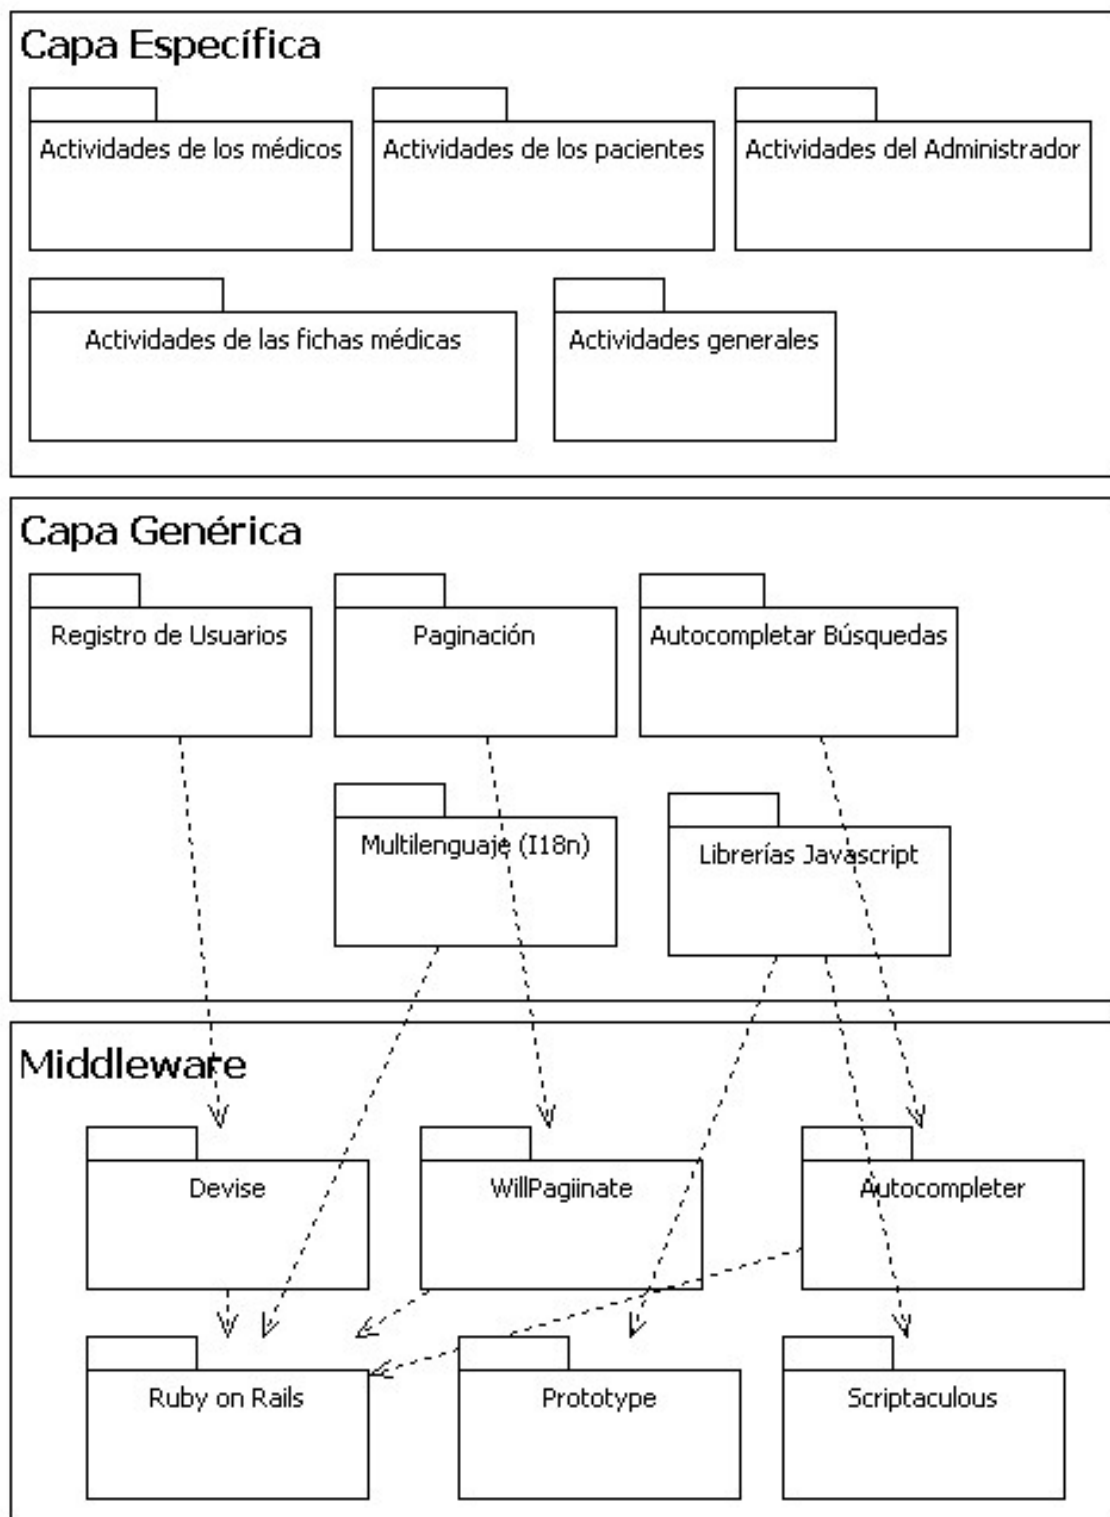 Capa Específica
Actividades de los médicos
Actividades de los pacientes
Actividades del Administrador
Actividades de las fichas médicas
Actividades generales
Capa Genérica
Registro de Usuarios
Paginación
Autocompletar Búsquedas
Multilenguaje (I18n)
Librerías Javascript
Middleware
Devise
WillPagiinate
Autocompleter
Ruby on Rails
Prototype
Scriptaculous